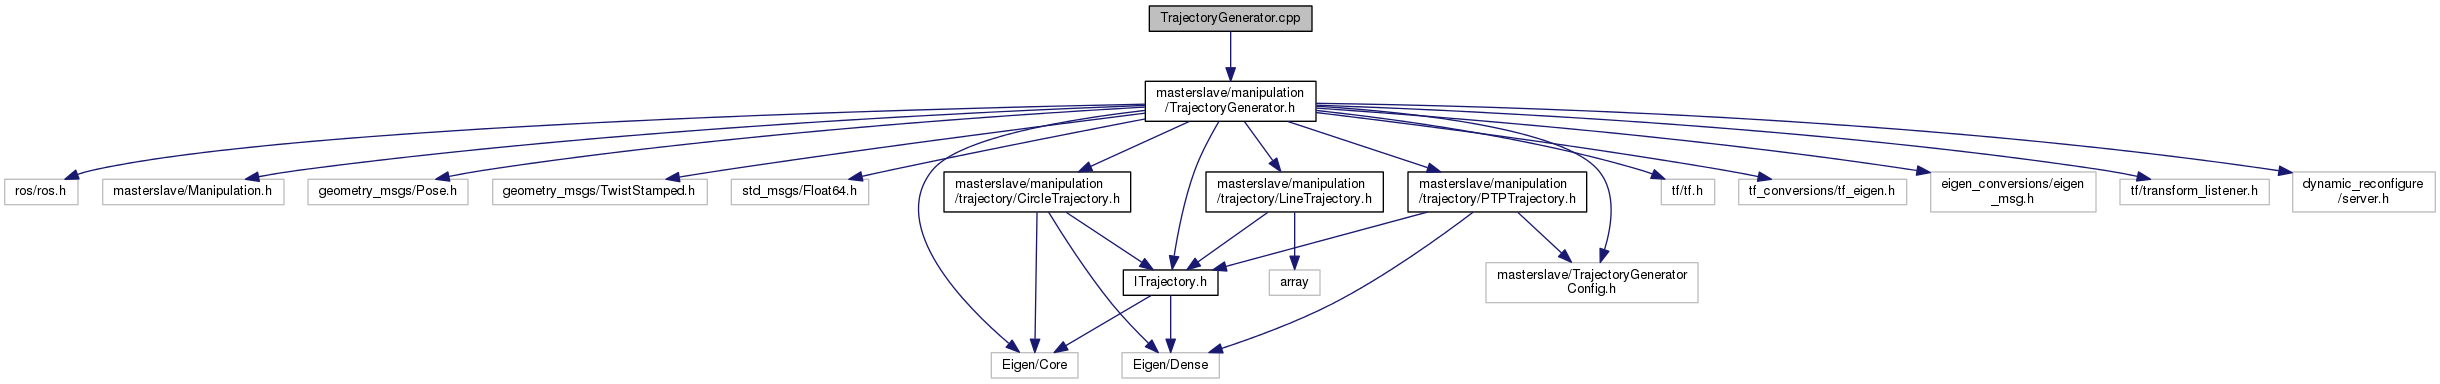 TrajectoryGenerator.cpp
masterslave/manipulation
/TrajectoryGenerator.h
ros/ros.h
masterslave/Manipulation.h
geometry_msgs/Pose.h
geometry_msgs/TwistStamped.h
std_msgs/Float64.h
masterslave/manipulation
/trajectory/CircleTrajectory.h
masterslave/manipulation
/trajectory/LineTrajectory.h
masterslave/manipulation
/trajectory/PTPTrajectory.h
tf/tf.h
tf_conversions/tf_eigen.h
eigen_conversions/eigen
_msg.h
tf/transform_listener.h
dynamic_reconfigure
/server.h
ITrajectory.h
array
masterslave/TrajectoryGenerator
Config.h
Eigen/Core
Eigen/Dense